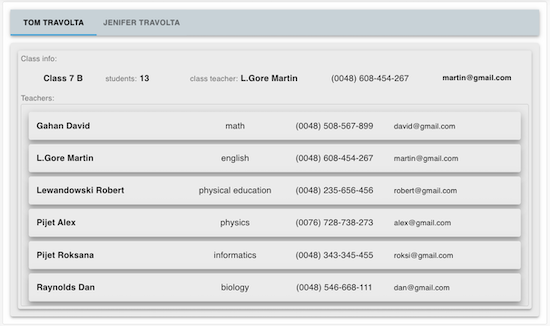 TOM TRAVOLTA JENIFER TRAVOLTA
Class info:
Class 7 B students: 13 class teacher: L.Gore Martin (0048) 608-454-267 martin@gmail.com
Teachers:
Gahan David math (0048) 508-567-899 david@gmail.com
L.Gore Martin english (0048) 608-454-267 martin@gmail.com
Lewandowski Robert physical education (0048) 235-656-456 robert@gmail.com
Pijet Alex physics (0076) 728-738-273 alex@gmail.com
Pijet Roksana informatics (0048) 343-345-455 roksi@gmail.com
Raynolds Dan biology (0048) 546-668-111 dan@gmail.com